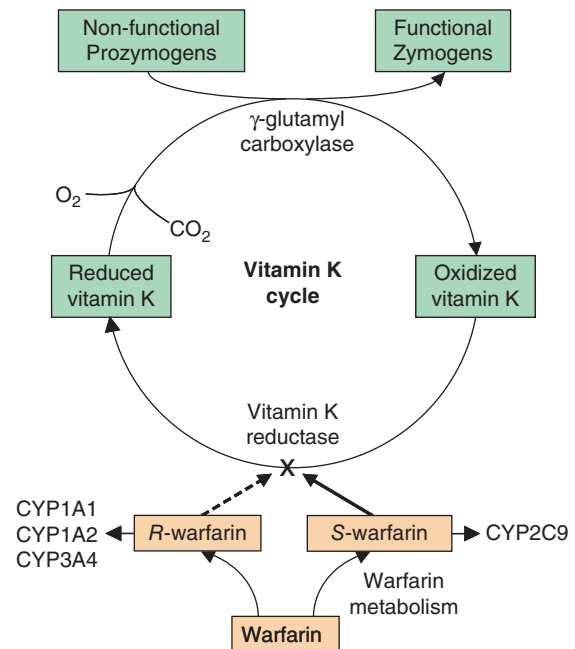 Non-functional
Prozymogens
Functional
Zymogens
γ-glutamyl
carboxylase
O₂
CO₂
Reduced
vitamin K
Vitamin K
cycle
Oxidized
vitamin K
Vitamin K
reductase
X
CYP1A1
CYP1A2
CYP3A4
R-warfarin
S-warfarin
CYP2C9
Warfarin
metabolism
Warfarin